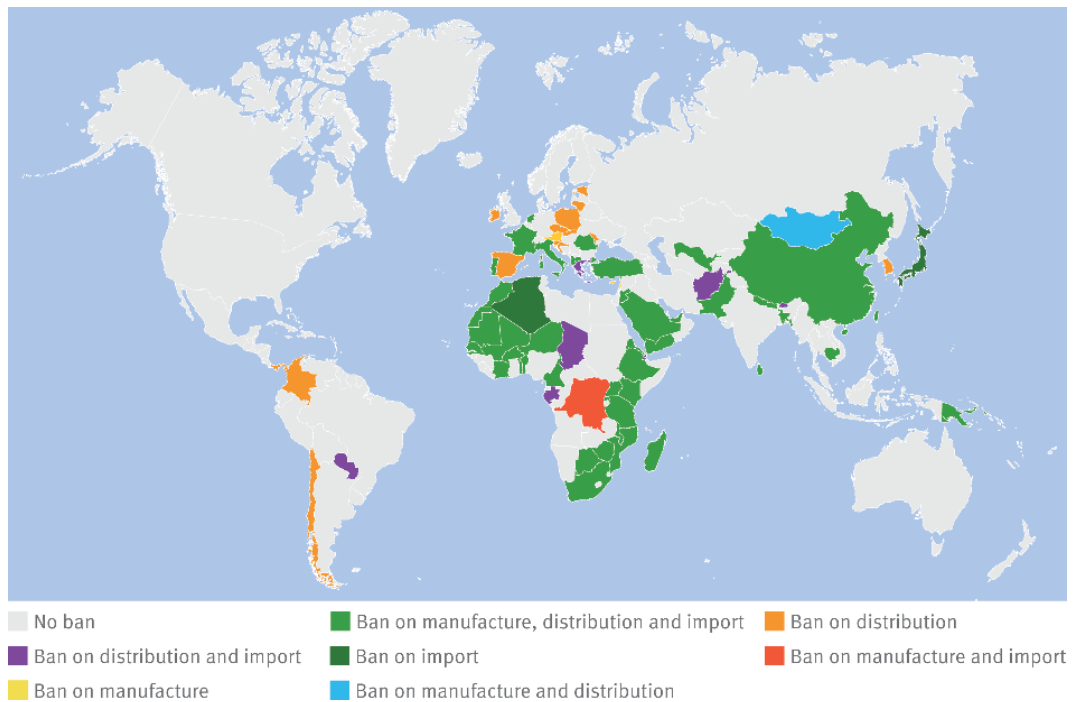 No ban
Ban on manufacture, distribution and import
Ban on distribution
Ban on distribution and import
Ban on import
Ban on manufacture and import
Ban on manufacture
Ban on manufacture and distribution